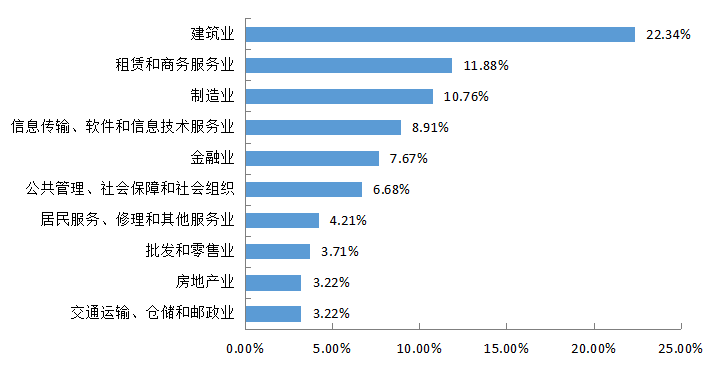 建筑业 22.34%
租赁和商务服务业 11.88%
制造业 10.76%
信息传输、软件和信息技术服务业 8.91%
金融业 7.67%
公共管理、社会保障和社会组织 6.68%
居民服务、修理和其他服务业 4.21%
批发和零售业 3.71%
房地产业 3.22%
交通运输、仓储和邮政业 3.22%
0.00% 5.00% 10.00% 15.00% 20.00% 25.00%